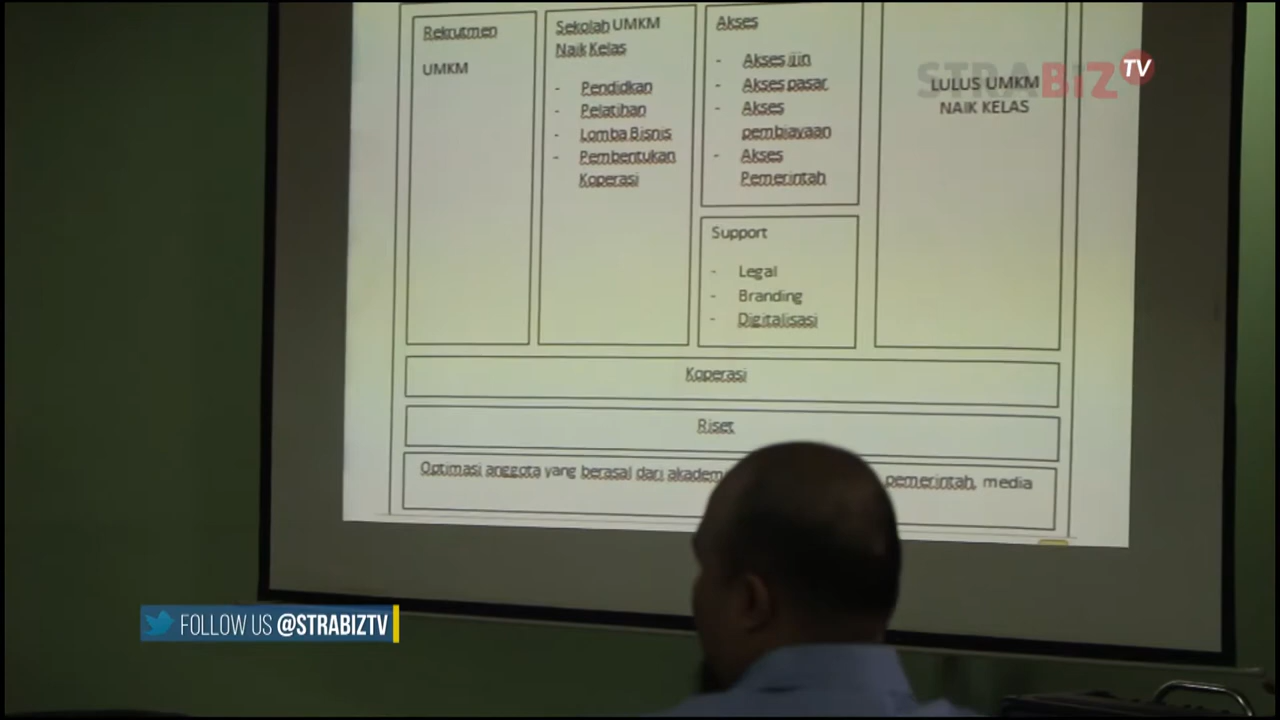 Rekrutmen
UMKM
Sekolah UMKM
Naik Kelas
- Pendidkan
- Pelatihan
- Lomba Bisnis
- Pembentukan
Koperasi
Akses
- Akses ijin
- Akses pasar
- Akses
pembiayaan
- Akses
Pemerintah
Support
- Legal
- Branding
- Digitalisasi
STRABIZ TV
LULUS UMKM
NAIK KELAS
Koperasi
Riset
Optimasi anggota yang berasal dari
pemerintah, media
FOLLOW US @STRABIZTV